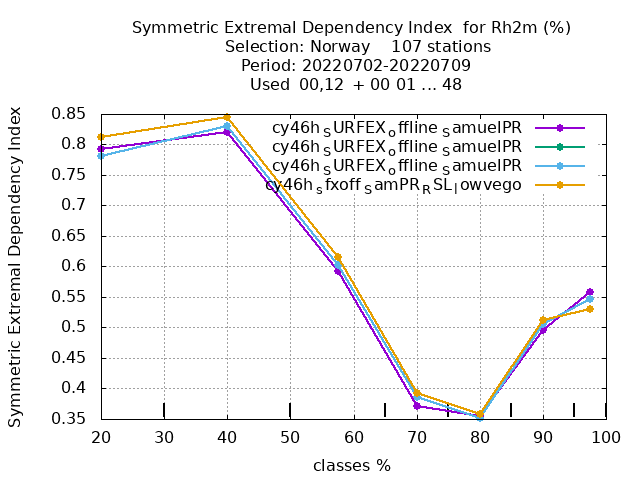 Symmetric Extremal Dependency Index for Rh2m (%)
Selection: Norway 107 stations
Period: 20220702-20220709
Used 00,12 + 00 01 ... 48
Symmetric Extremal Dependency Index
0.85
0.8
0.75
0.7
0.65
0.6
0.55
0.5
0.45
0.4
0.35
cy46h_SURFEX_offline_SamuelPR
cy46h_SURFEX_offline_SamuelPR
cy46h_SURFEX_offline_SamuelPR
cy46h_sfxoff_SamPR_RSL_lowvego
20 30 40 50 60 70 80 90 100
classes %